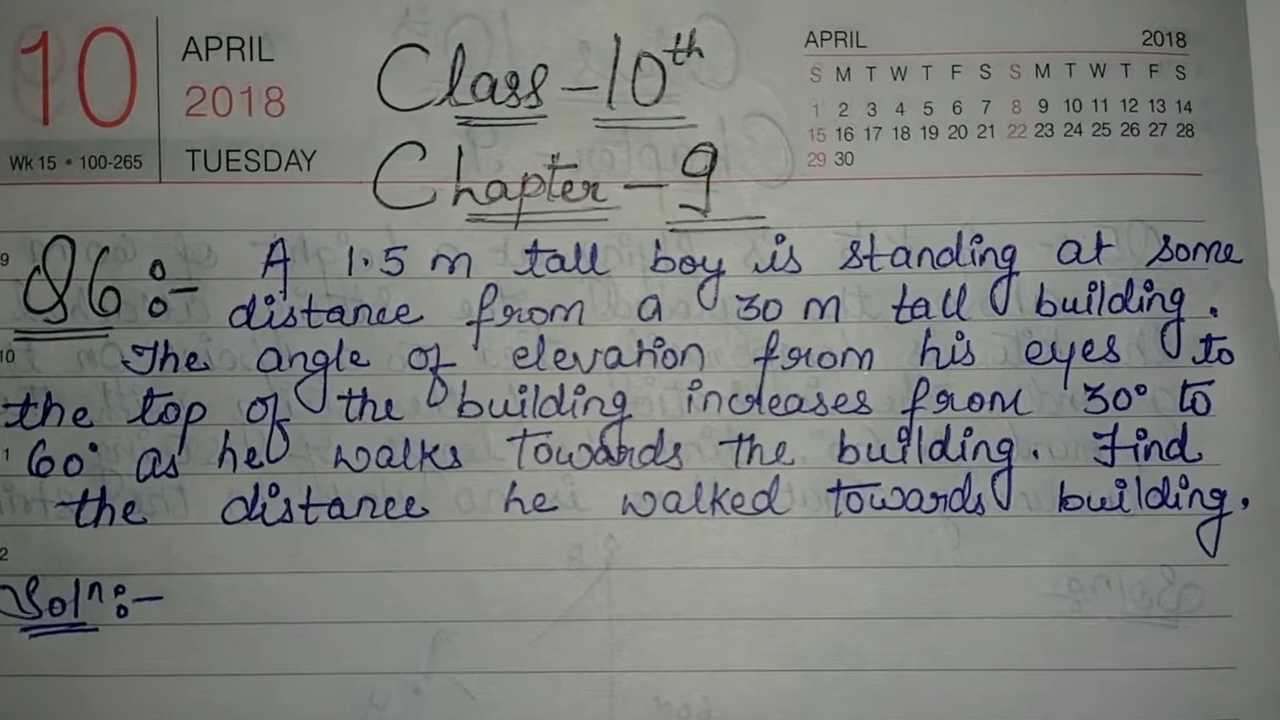 10
APRIL
2018
Wk 15 • 100-265
TUESDAY
Class - 10th
Chapter - 9
APRIL 2018
S M T W T F S S M T W T F S
1 2 3 4 5 6 7 8 9 10 11 12 13 14
15 16 17 18 19 20 21 22 23 24 25 26 27 28
29 30
9
Q6:- A 1.5 m tall boy is standing at some
distance from a 30 m tall building.
10
The angle of elevation from his eyes to
the top of the building increases from 30° to
1
60° as he walks towards the building. Find
the distance he walked towards building.
2
Soln:-